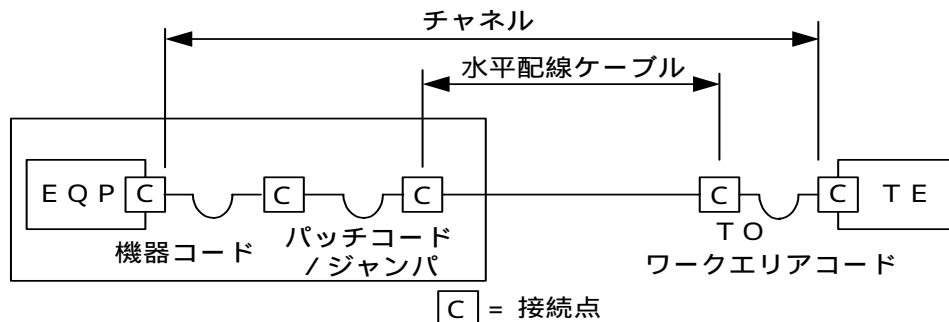 チャネル
水平配線ケーブル
EQP C C C C TO C TE
機器コード
パッチコード
/ジャンパ
ワークエリアコード
C = 接続点